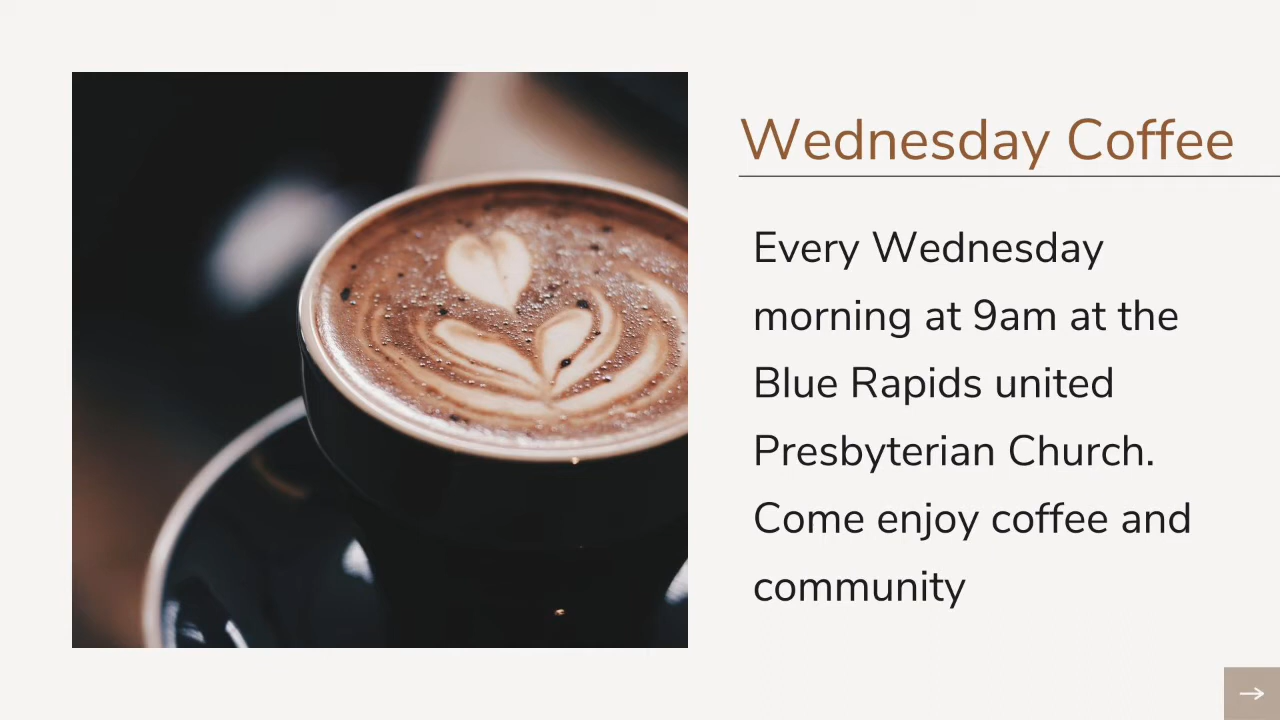 Wednesday Coffee
Every Wednesday
morning at 9am at the
Blue Rapids united
Presbyterian Church.
Come enjoy coffee and
community